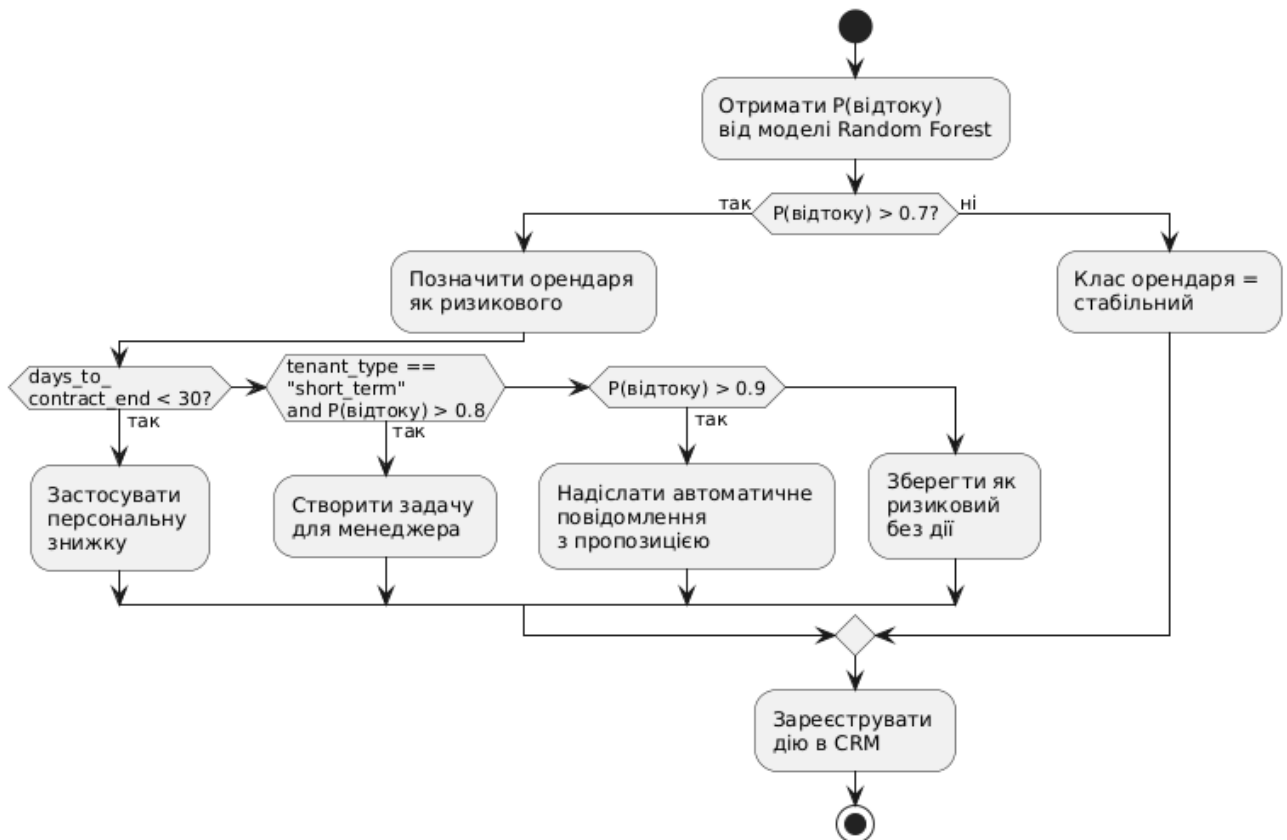 Отримати P(відтоку)
від моделі Random Forest
так
P(відтоку) > 0.7?
ні
Позначити орендаря
як ризикового
Клас орендаря =
стабільний
days_to_
contract_end < 30?
так
tenant_type ==
"short_term"
and P(відтоку) > 0.8
так
P(відтоку) > 0.9
так
Застосувати
персональну
знижку
Створити задачу
для менеджера
Надіслати автоматичне
повідомлення
з пропозицією
Зберегти як
ризиковий
без дії
Зареєструвати
дію в CRM